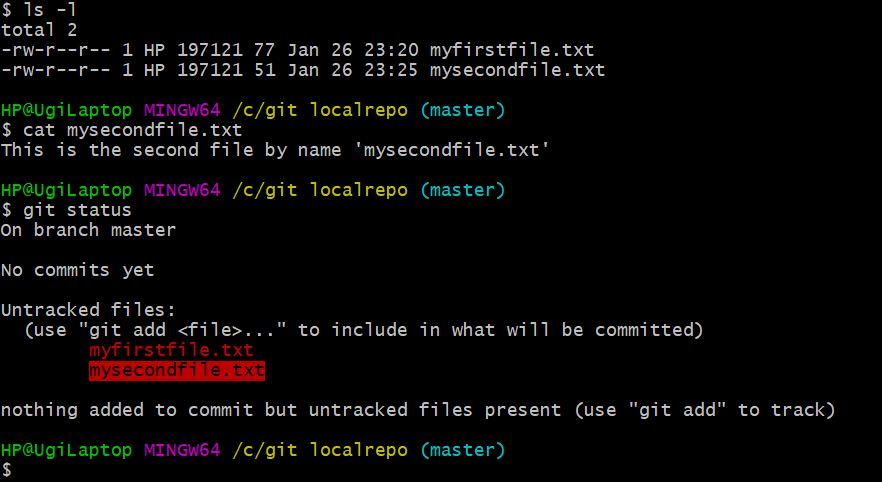 $ ls -l
total 2
-rw-r--r-- 1 HP 197121 77 Jan 26 23:20 myfirstfile.txt
-rw-r--r-- 1 HP 197121 51 Jan 26 23:25 mysecondfile.txt
HP@UgiLaptop MINGW64 /c/git localrepo (master)
$ cat mysecondfile.txt
This is the second file by name 'mysecondfile.txt'
HP@UgiLaptop MINGW64 /c/git localrepo (master)
$ git status
On branch master
No commits yet
Untracked files:
(use "git add <file>..." to include in what will be committed)
myfirstfile.txt
mysecondfile.txt
nothing added to commit but untracked files present (use "git add" to track)
HP@UgiLaptop MINGW64 /c/git localrepo (master)
$